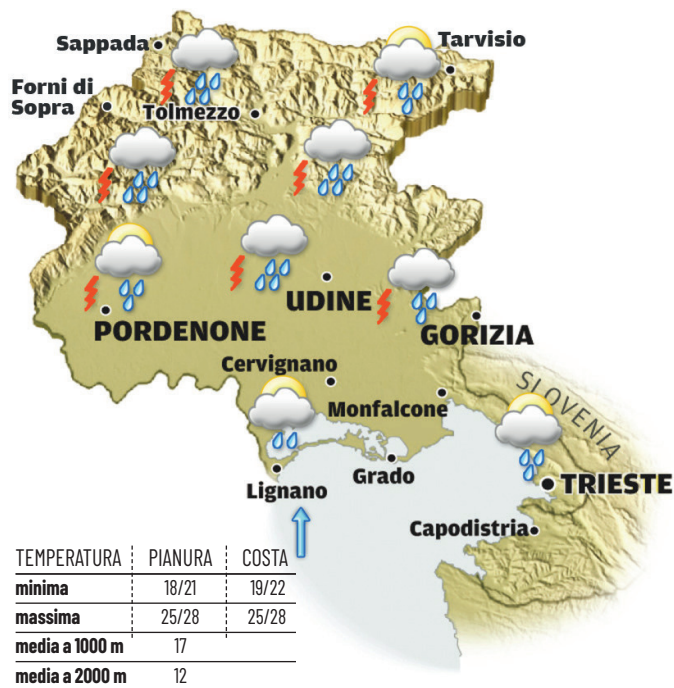 Sappada
Tarvisio
Forni di
Sopra
Tolmezzo
UDINE
PORDENONE
GORIZIA
Cervignano
SLOVENIA
Monfalcone
Grado
Lignano
TRIESTE
Capodistria
TEMPERATURA PIANURA COSTA
minima 18/21 19/22
massima 25/28 25/28
media a 1000 m 17
media a 2000 m 12